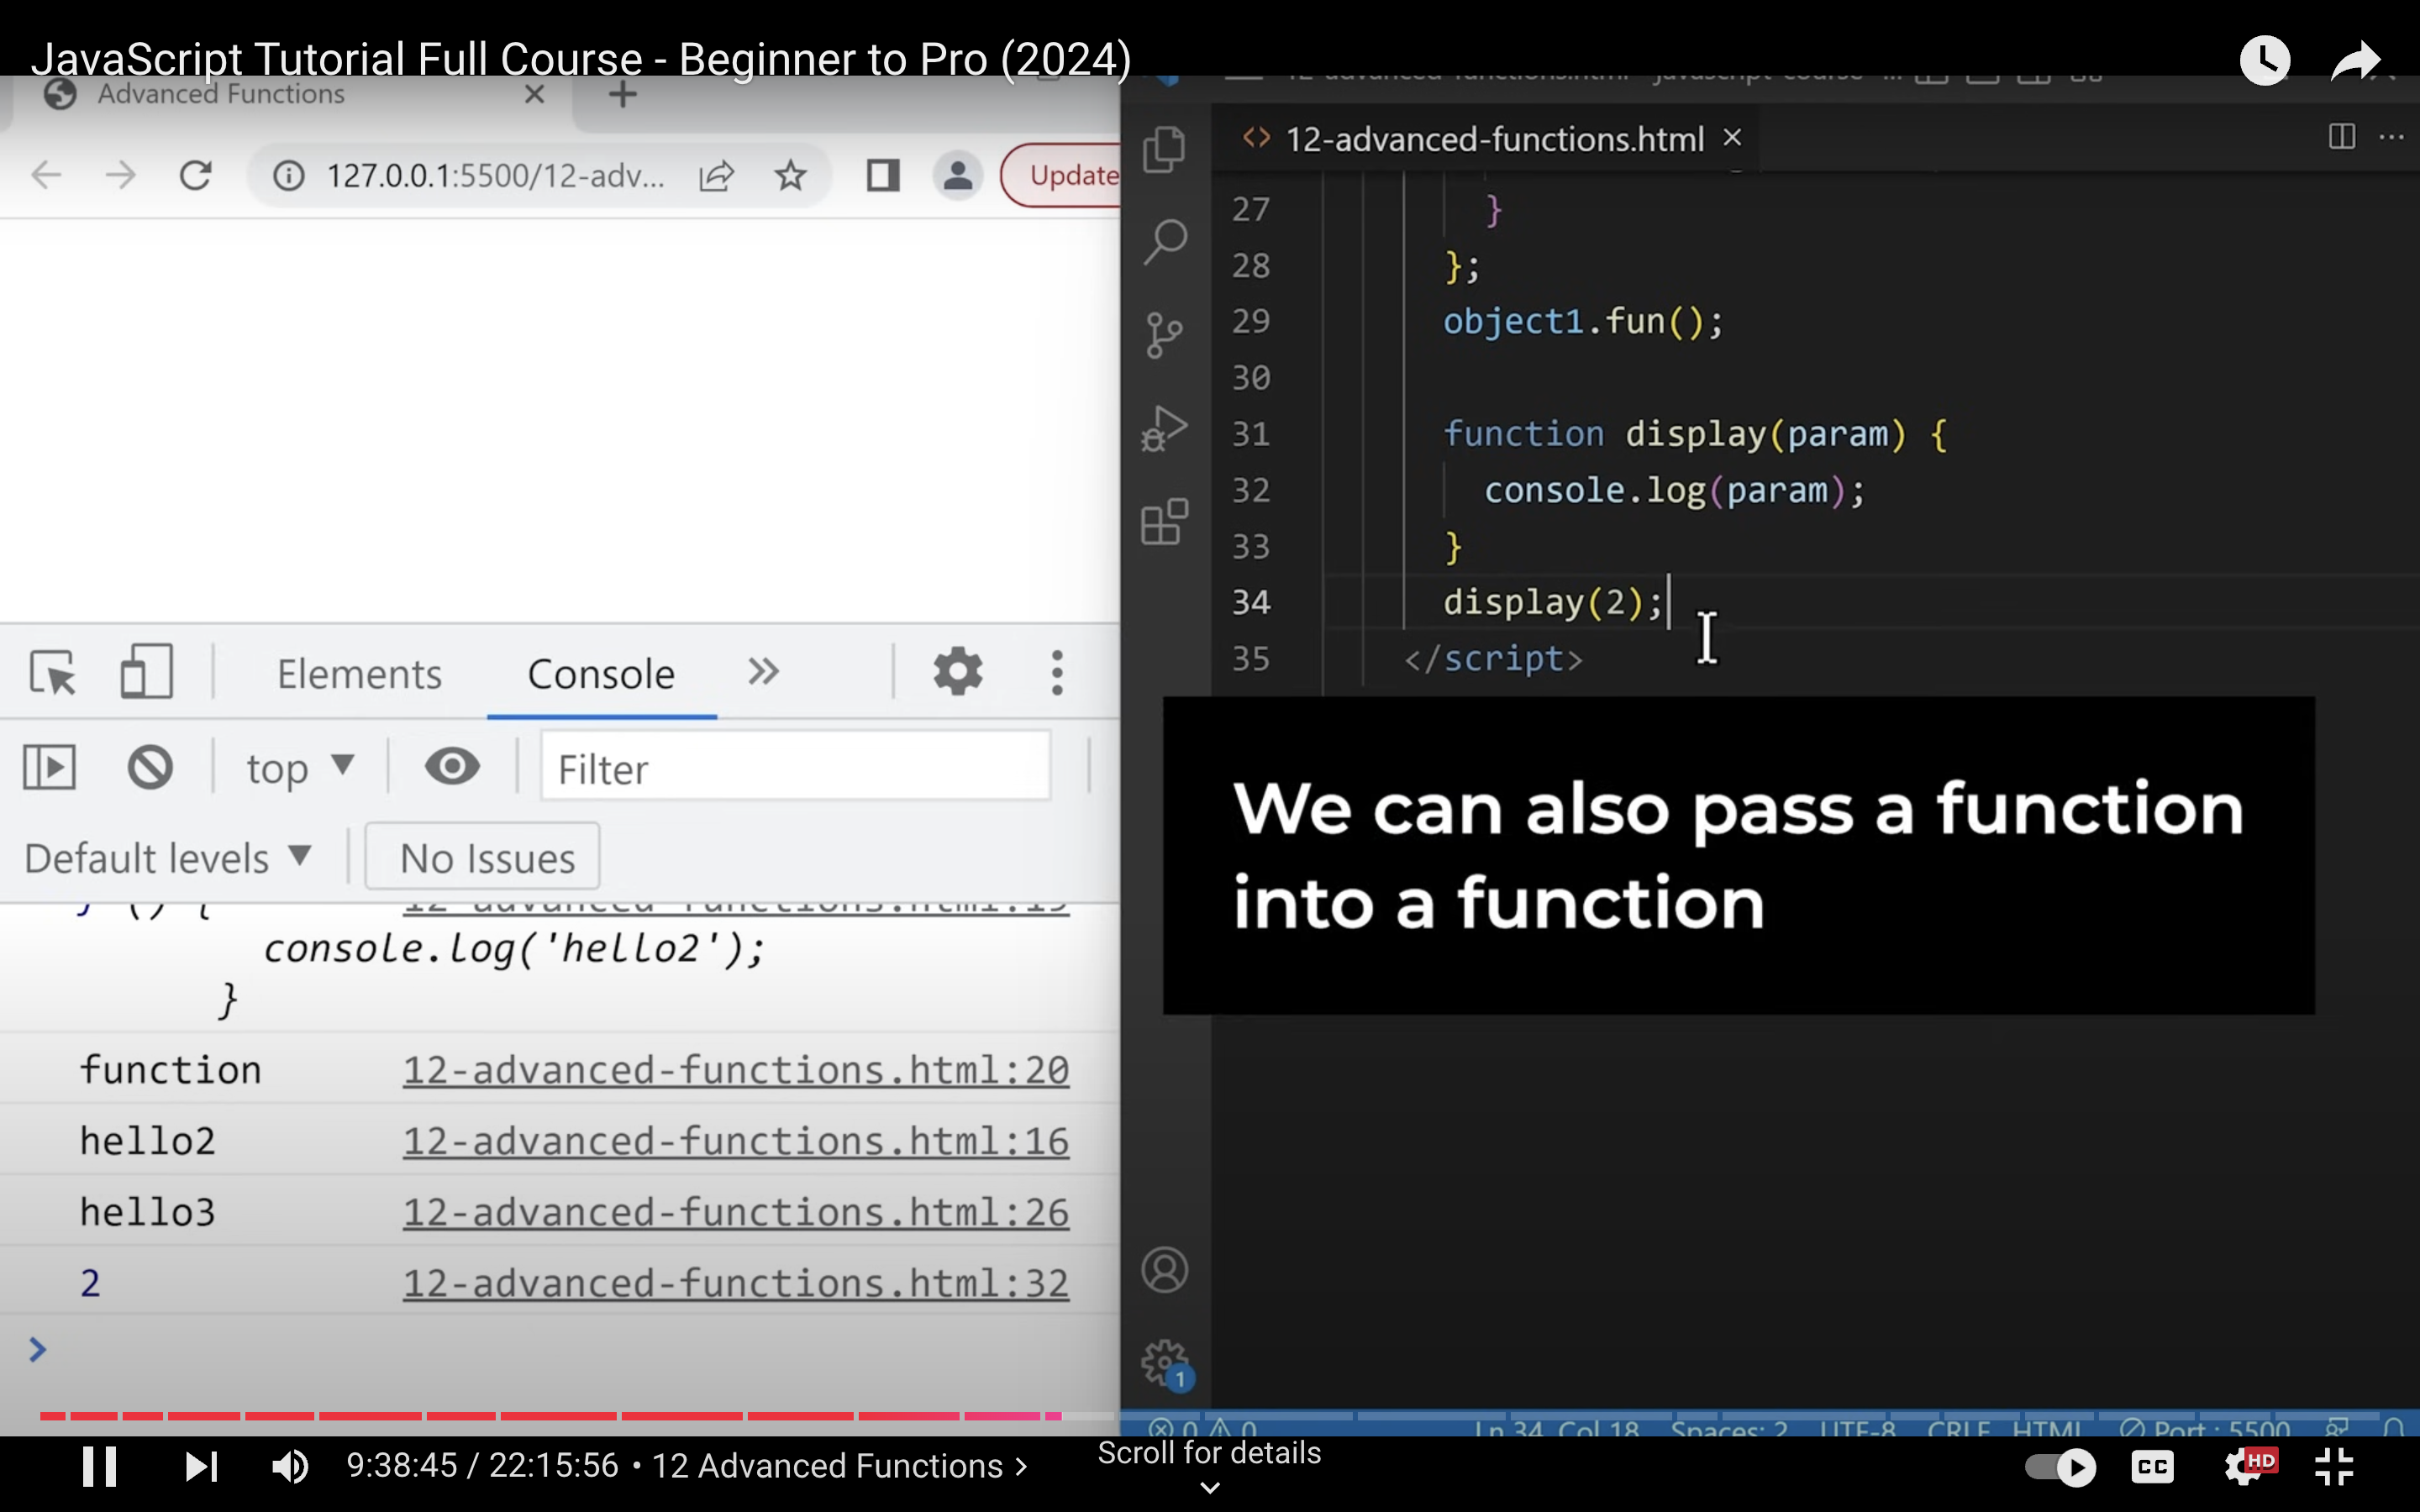 JavaScript Tutorial Full Course - Beginner to Pro (2024)
Advanced Functions
127.0.0.1:5500/12-adv...
Update
Elements
Console
top
Filter
Default levels
No Issues
() {
console.log('hello2');
}
function 12-advanced-functions.html:20
hello2 12-advanced-functions.html:16
hello3 12-advanced-functions.html:26
2 12-advanced-functions.html:32
12-advanced-functions.html
27 }
28 };
29 object1.fun();
30
31 function display(param) {
32 console.log(param);
33 }
34 display(2);
35 </script>
We can also pass a function
into a function
1
0 0 Ln 34, Col 18 Spaces: 2 UTF-8 CRLF HTML Port : 5500
9:38:45 / 22:15:56 • 12 Advanced Functions
Scroll for details
CC
HD